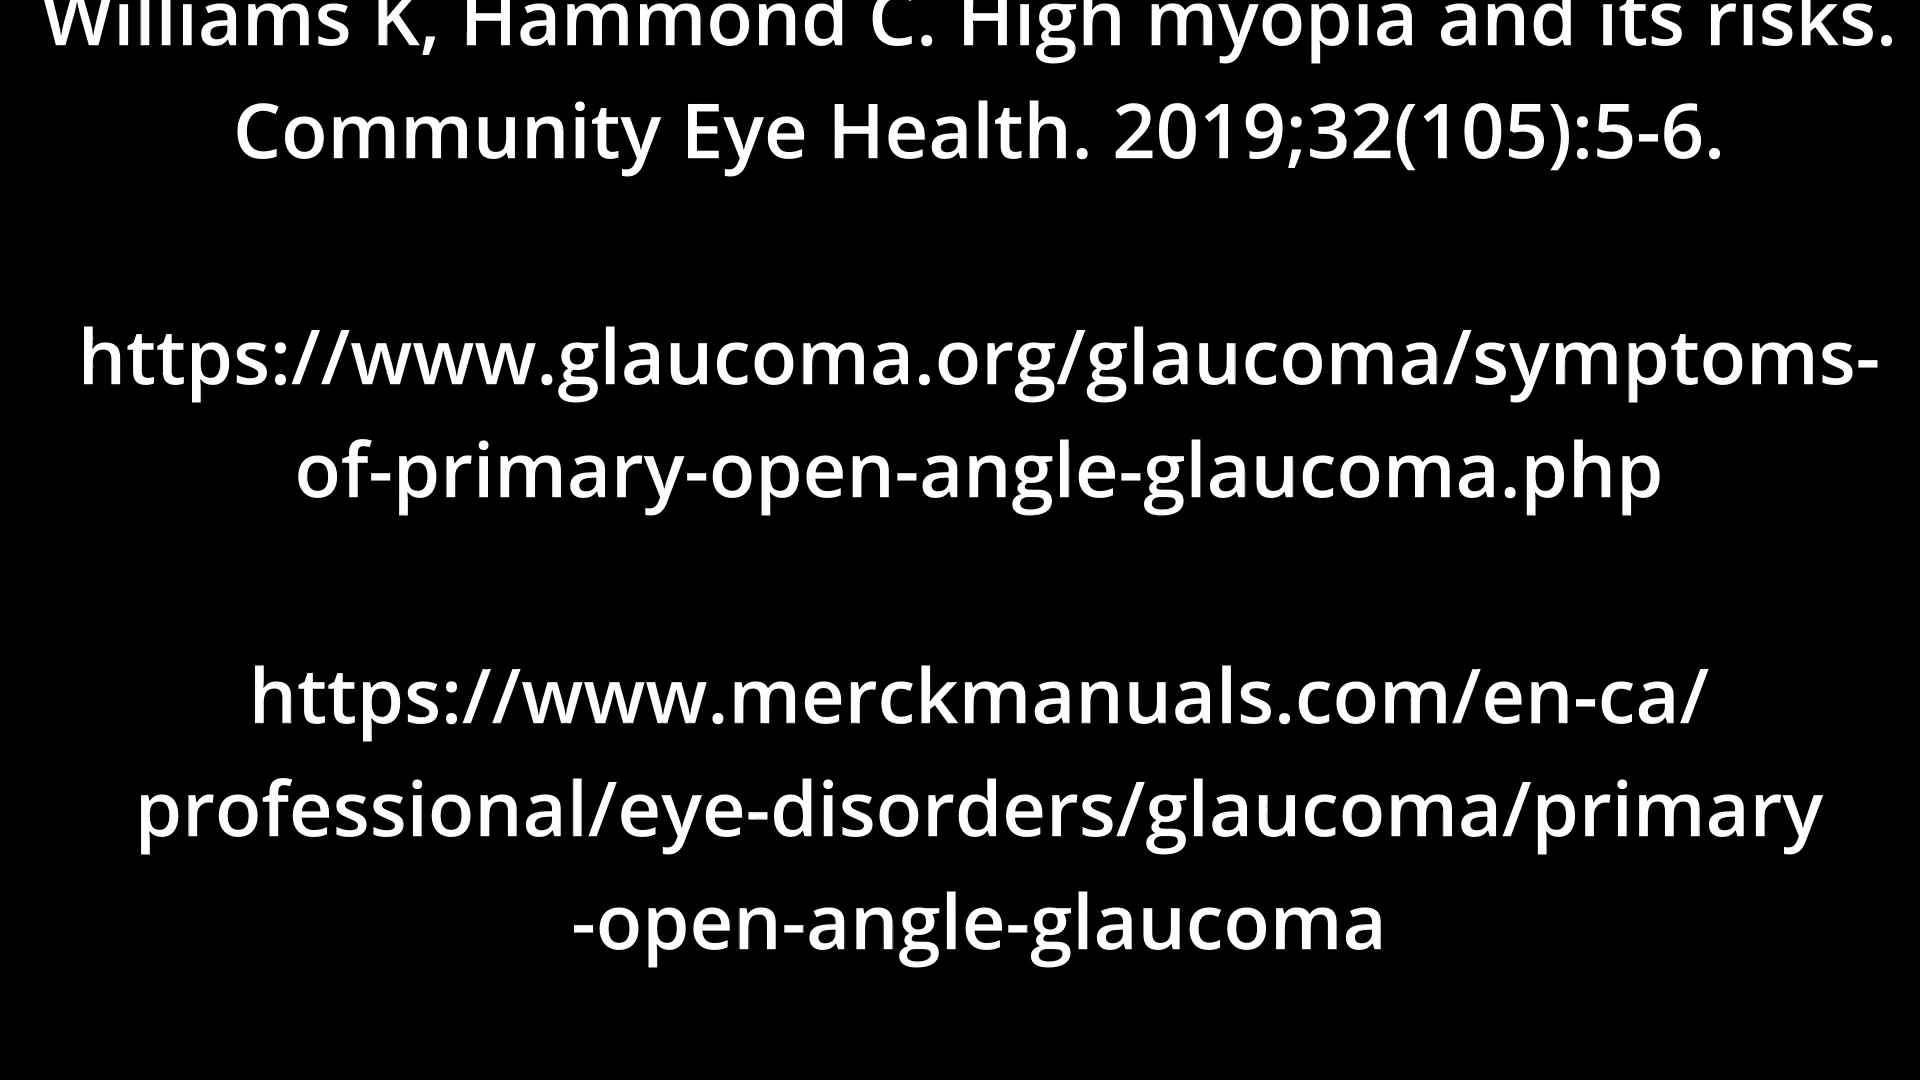 Williams K, Hammond C. High myopia and its risks.
Community Eye Health. 2019;32(105):5-6.
https://www.glaucoma.org/glaucoma/symptoms-
of-primary-open-angle-glaucoma.php
https://www.merckmanuals.com/en-ca/
professional/eye-disorders/glaucoma/primary
-open-angle-glaucoma